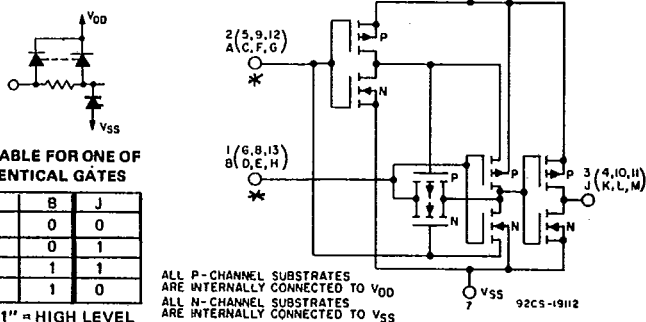 VDD
VSS
ABLE FOR ONE OF
ENTICAL GATES
B J
0 0
0 1
1 1
1 0
1" = HIGH LEVEL
2 (5,9,12)
A (C,F,G)
*
1 (6,8,13)
B (D,E,H)
*
P
N
P
N
P
N
P
N
3 (4,10,11)
J (K,L,M)
VSS
7
92CS-19112
ALL P-CHANNEL SUBSTRATES
ARE INTERNALLY CONNECTED TO VDD
ALL N-CHANNEL SUBSTRATES
ARE INTERNALLY CONNECTED TO VSS